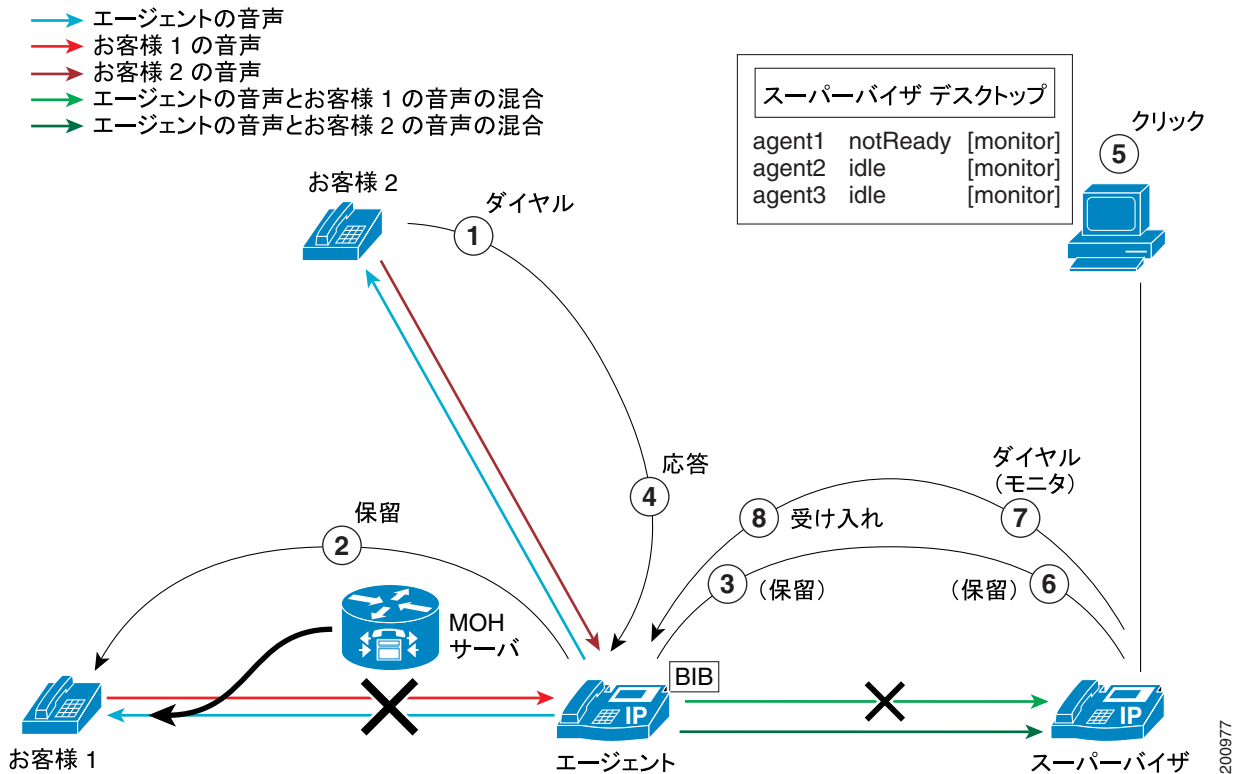 エージェントの音声
お客様 1 の音声
お客様 2 の音声
エージェントの音声とお客様 1 の音声の混合
エージェントの音声とお客様 2 の音声の混合
スーパーバイザ デスクトップ
agent1 notReady [monitor]
agent2 idle [monitor]
agent3 idle [monitor]
クリック
5
お客様 2
ダイヤル
1
応答
4
ダイヤル
（モニタ）
7
8 受け入れ
保留
2
3 （保留）
（保留） 6
MOH
サーバ
BIB
IP
IP
お客様 1
エージェント
スーパーバイザ
200977